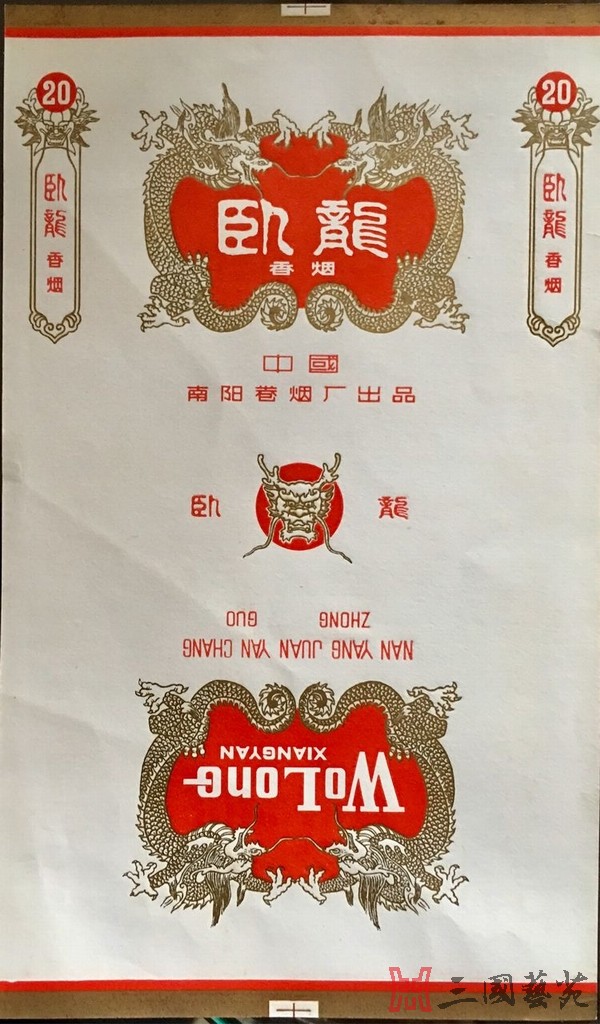 20
臥龍
香烟
臥龍
香烟
20
臥龍
香烟
中國
南阳卷烟厂出品
臥 龍
ZHONG GUO
NAN YANG JUAN YAN CHANG
XIANGYAN
WOLONG
三國藝苑